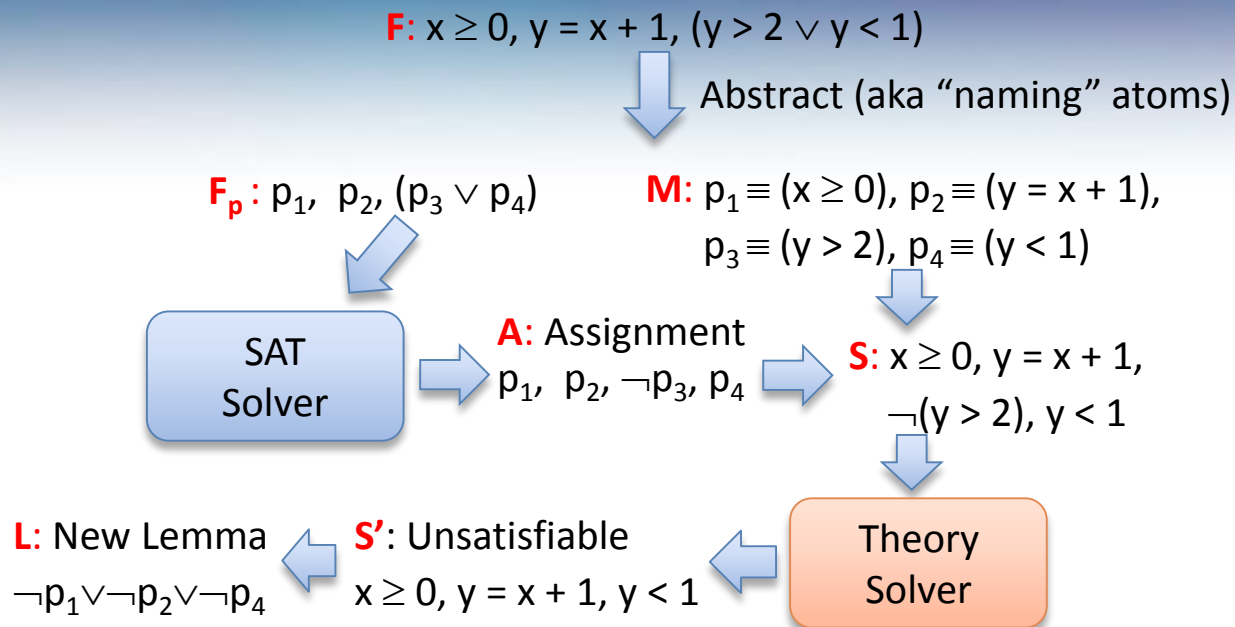 F: x ≥ 0, y = x + 1, (y > 2 ∨ y < 1)
Abstract (aka “naming” atoms)
Fₚ : p₁, p₂, (p₃ ∨ p₄)
M: p₁ ≡ (x ≥ 0), p₂ ≡ (y = x + 1),
p₃ ≡ (y > 2), p₄ ≡ (y < 1)
SAT
Solver
A: Assignment
p₁, p₂, ¬p₃, p₄
S: x ≥ 0, y = x + 1,
¬(y > 2), y < 1
Theory
Solver
S’: Unsatisfiable
x ≥ 0, y = x + 1, y < 1
L: New Lemma
¬p₁∨¬p₂∨¬p₄